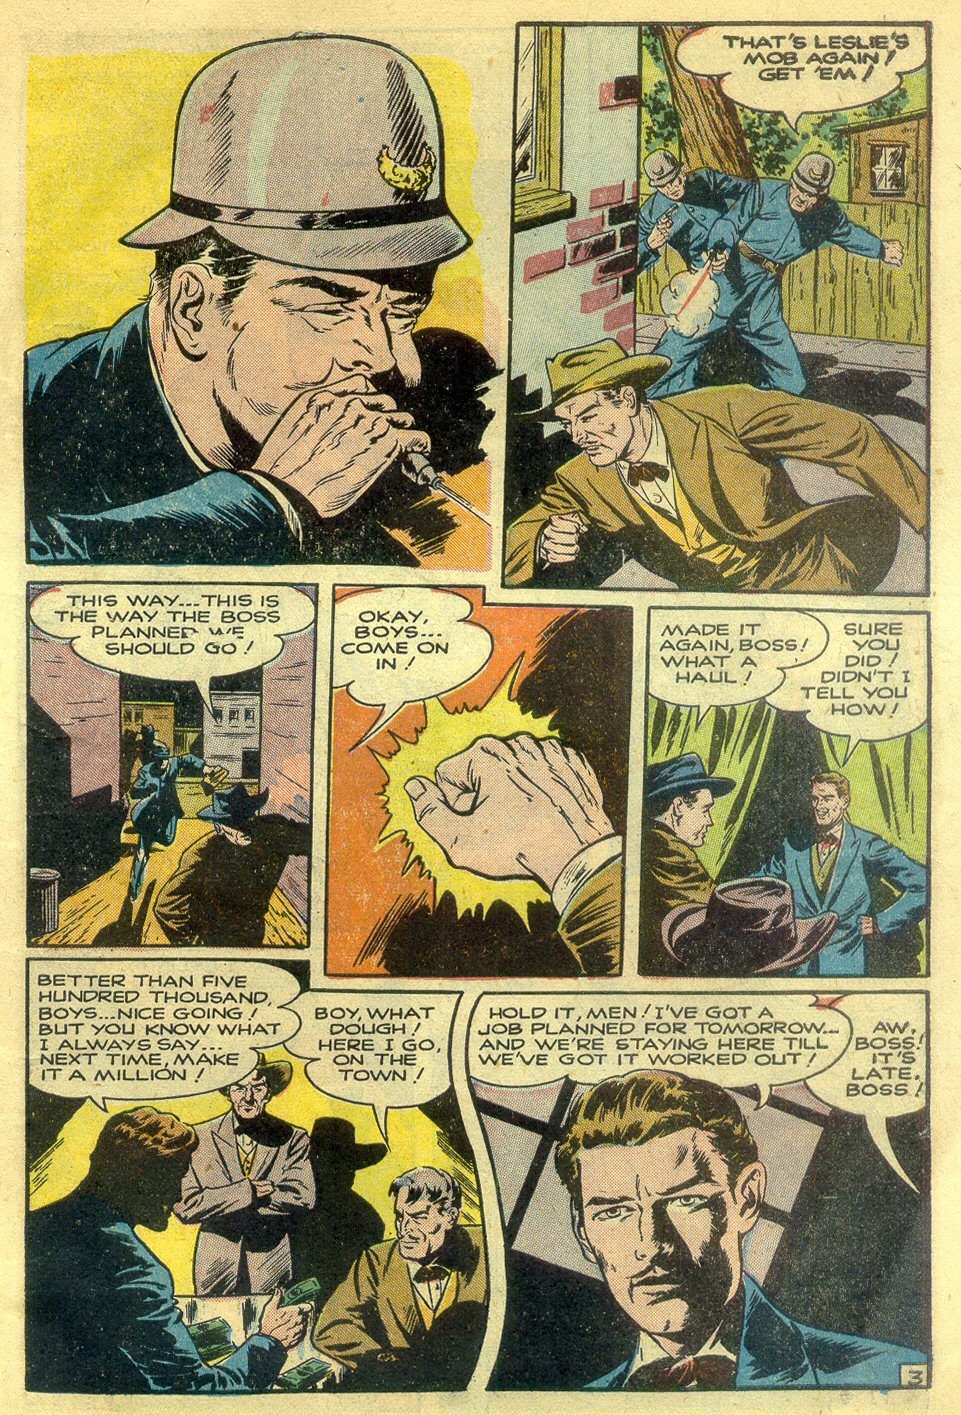 THAT'S LESLIE'S
MOB AGAIN!
GET 'EM!
THIS WAY...THIS IS
THE WAY THE BOSS
PLANNED WE
SHOULD GO!
OKAY,
BOYS...
COME ON
IN!
MADE IT
AGAIN, BOSS!
WHAT A
HAUL!
SURE
YOU
DID!
DIDN'T I
TELL YOU
HOW!
BETTER THAN FIVE
HUNDRED THOUSAND,
BOYS...NICE GOING!
BUT YOU KNOW WHAT
I ALWAYS SAY...
NEXT TIME, MAKE
IT A MILLION!
BOY, WHAT
DOUGH!
HERE I GO,
ON THE
TOWN!
HOLD IT, MEN! I'VE GOT A
JOB PLANNED FOR TOMORROW...
AND WE'RE STAYING HERE TILL
WE'VE GOT IT WORKED OUT!
AW,
BOSS!
IT'S
LATE,
BOSS!
3